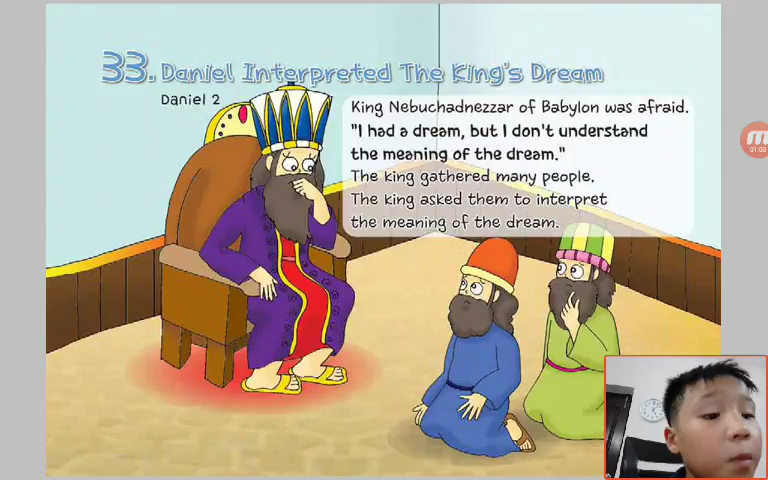 33. Daniel Interpreted The King's Dream
Daniel 2
King Nebuchadnezzar of Babylon was afraid.
"I had a dream, but I don't understand
the meaning of the dream."
The king gathered many people.
The king asked them to interpret
the meaning of the dream.
01:02